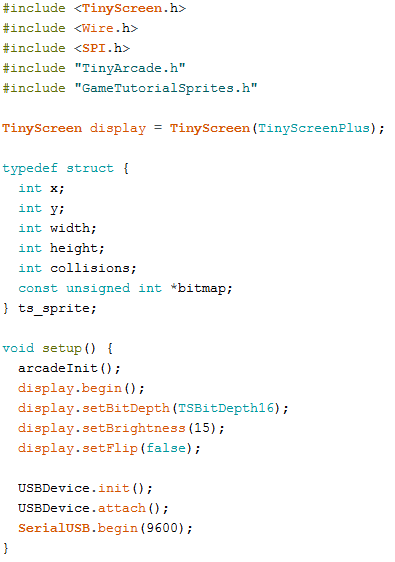 #include <TinyScreen.h>
#include <Wire.h>
#include <SPI.h>
#include "TinyArcade.h"
#include "GameTutorialSprites.h"

TinyScreen display = TinyScreen(TinyScreenPlus);

typedef struct {
  int x;
  int y;
  int width;
  int height;
  int collisions;
  const unsigned int *bitmap;
} ts_sprite;

void setup() {
  arcadeInit();
  display.begin();
  display.setBitDepth(TSBitDepth16);
  display.setBrightness(15);
  display.setFlip(false);

  USBDevice.init();
  USBDevice.attach();
  SerialUSB.begin(9600);
}